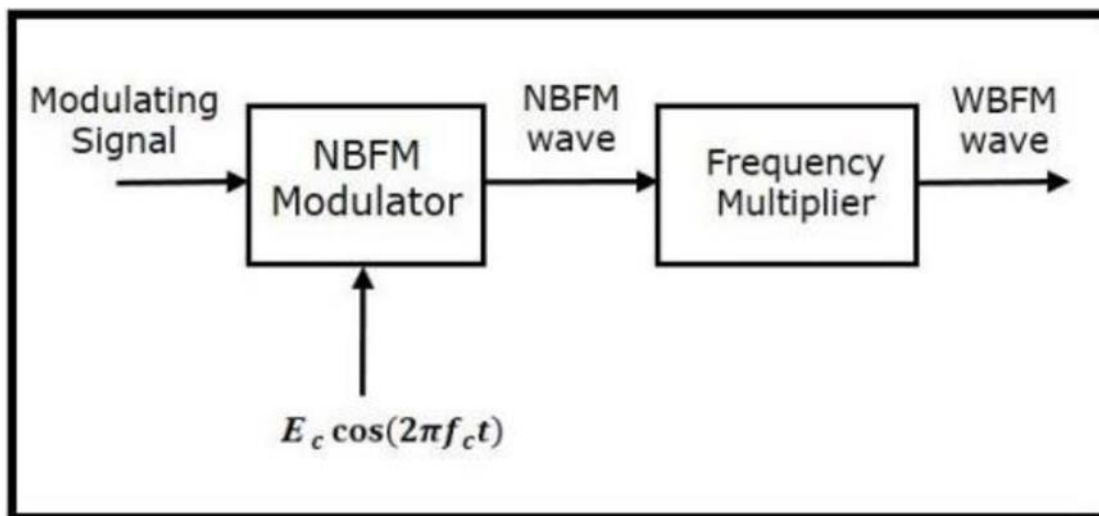 Modulating
Signal
NBFM
Modulator
NBFM
wave
Frequency
Multiplier
WBFM
wave
E_c cos(2πf_c t)